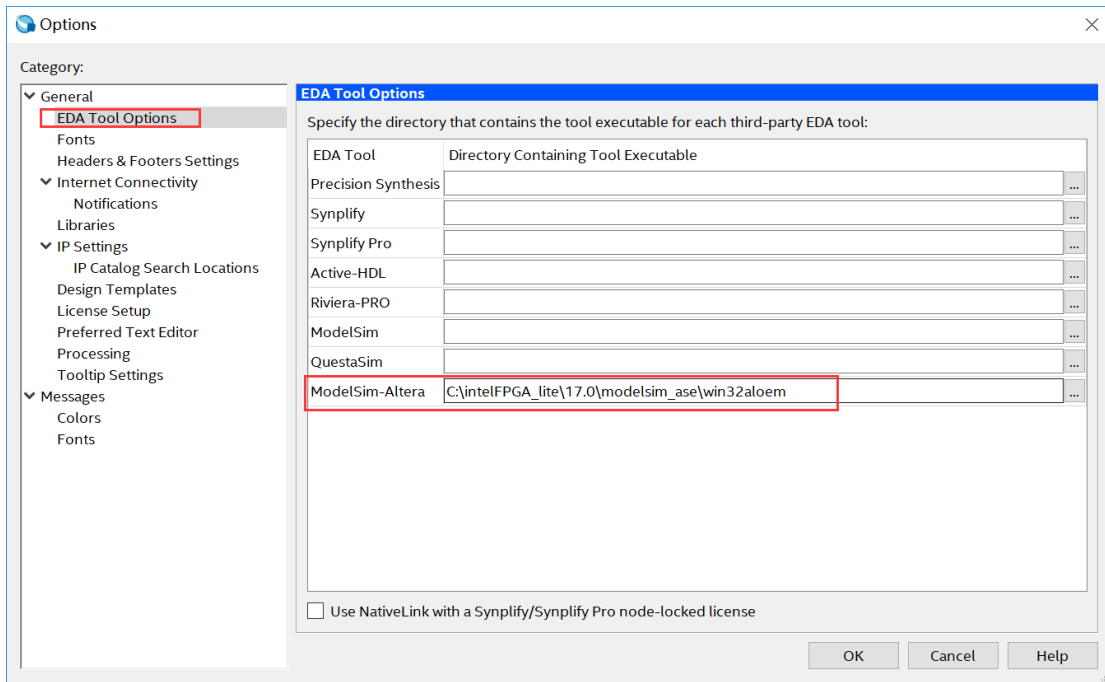 Options
Category:
General
EDA Tool Options
Fonts
Headers & Footers Settings
Internet Connectivity
Notifications
Libraries
IP Settings
IP Catalog Search Locations
Design Templates
License Setup
Preferred Text Editor
Processing
Tooltip Settings
Messages
Colors
Fonts
EDA Tool Options
Specify the directory that contains the tool executable for each third-party EDA tool:
EDA Tool Directory Containing Tool Executable
Precision Synthesis ...
Synplify ...
Synplify Pro ...
Active-HDL ...
Riviera-PRO ...
ModelSim ...
QuestaSim ...
ModelSim-Altera C:\intelFPGA_lite\17.0\modelsim_ase\win32aloem ...
Use NativeLink with a Synplify/Synplify Pro node-locked license
OK Cancel Help